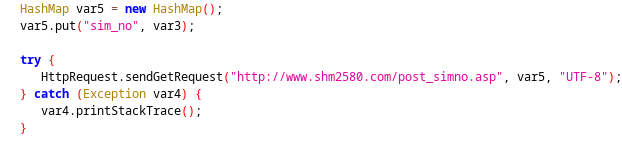 HashMap var5 = new HashMap();
var5.put("sim_no", var3);
try {
HttpRequest.sendGetRequest("http://www.shm2580.com/post_simno.asp", var5, "UTF-8");
} catch (Exception var4) {
var4.printStackTrace();
}